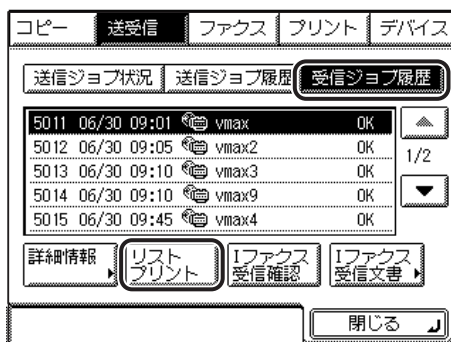 コピー 送受信 ファクス プリント デバイス
送信ジョブ状況 送信ジョブ履歴 受信ジョブ履歴
5011 06/30 09:01 vmax OK
5012 06/30 09:05 vmax2 OK
5013 06/30 09:10 vmax3 OK
5014 06/30 09:10 vmax9 OK
5015 06/30 09:45 vmax4 OK
1/2
詳細情報 リスト
プリント Iファクス
受信確認 Iファクス
受信文書
閉じる